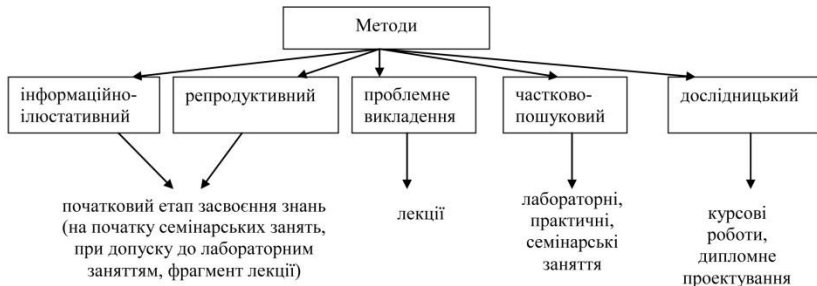 Методи
інформаційно-
ілюстативний
репродуктивний
проблемне
викладення
частково-
пошуковий
дослідницький
початковий етап засвоєння знань
(на початку семінарських занять,
при допуску до лабораторним
заняттям, фрагмент лекції)
лекції
лабораторні,
практичні,
семінарські
заняття
курсові
роботи,
дипломне
проектування